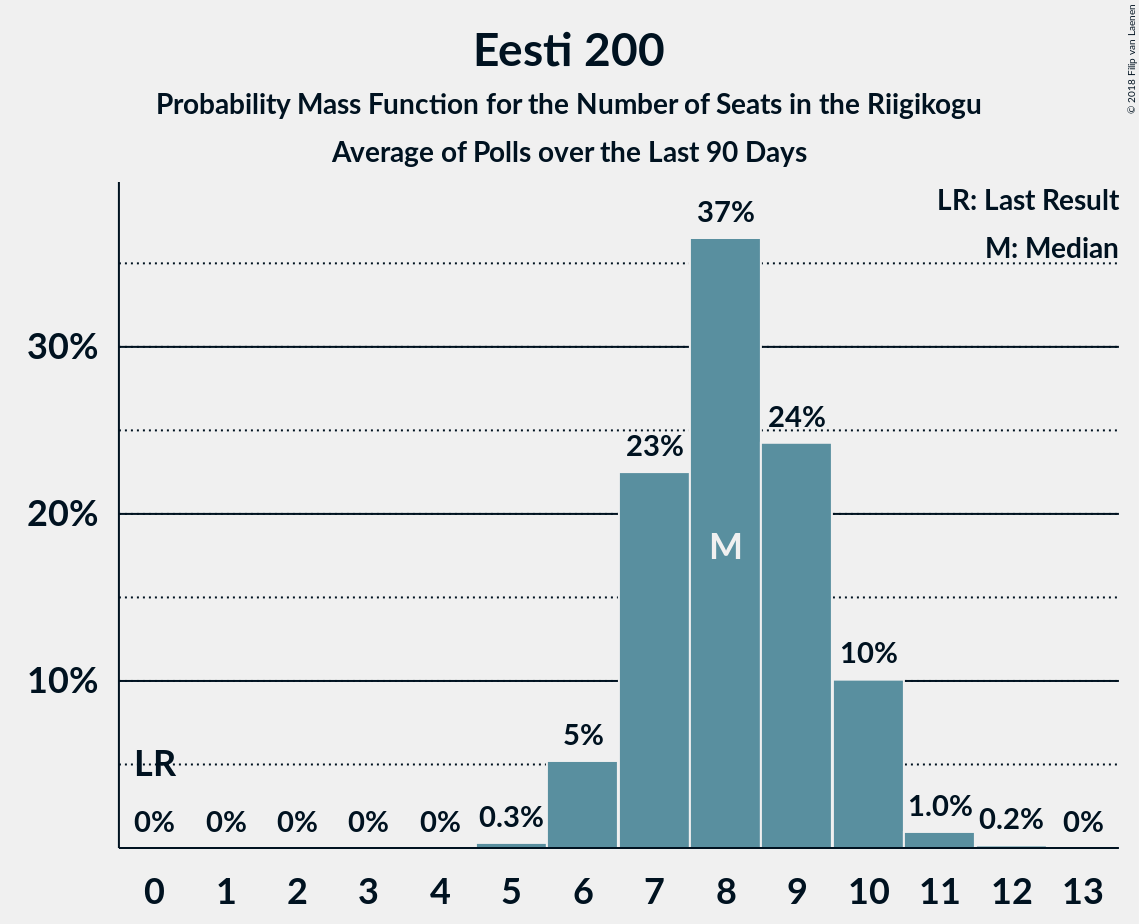 Eesti 200
Probability Mass Function for the Number of Seats in the Riigikogu
Average of Polls over the Last 90 Days
© 2018 Filip van Laenen
LR: Last Result
M: Median
37%
30%
24%
23%
20%
M
10%
10%
5%
LR
0% 0% 0% 0% 0% 0.3% 1.0% 0.2% 0%
0 1 2 3 4 5 6 7 8 9 10 11 12 13